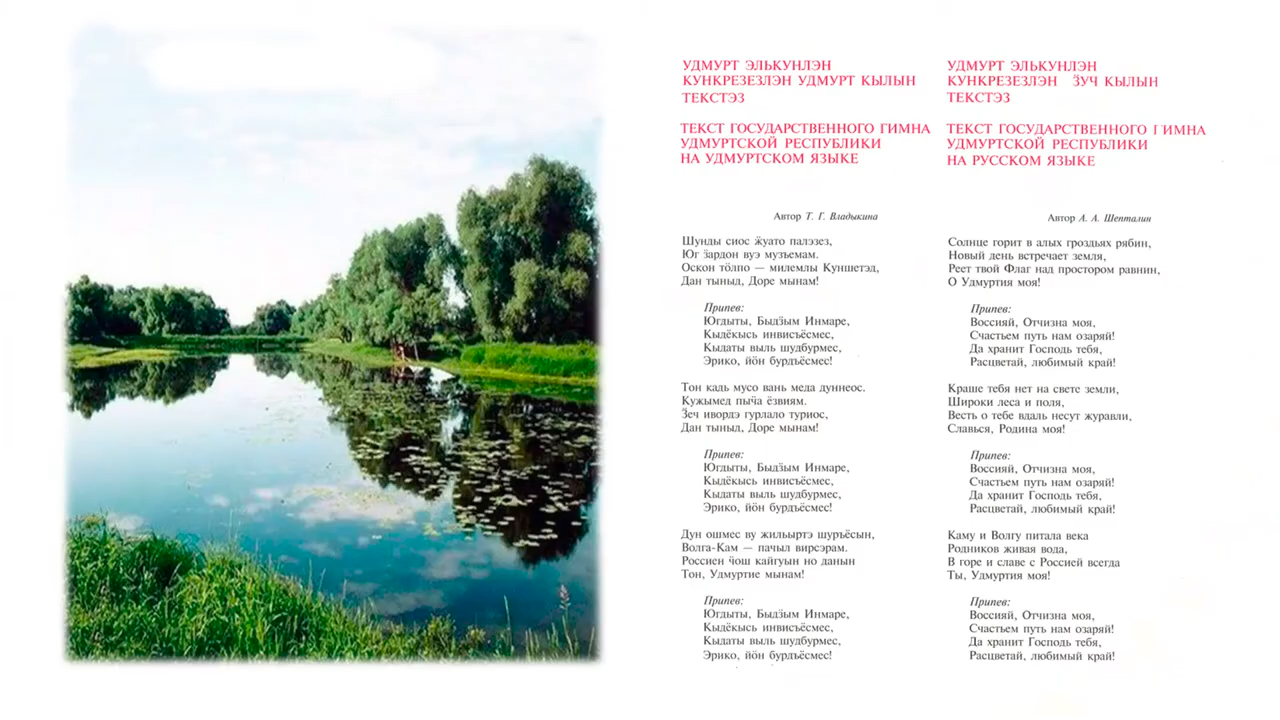 УДМУРТ ЭЛЬКУНЛЭН
КУНКРЕЗЕЗЛЭН УДМУРТ КЫЛЫН
ТЕКСТЭЗ
ТЕКСТ ГОСУДАРСТВЕННОГО ГИМНА
УДМУРТСКОЙ РЕСПУБЛИКИ
НА УДМУРТСКОМ ЯЗЫКЕ
Автор Т. Г. Владыкина
Шунды сиос ӝуато палэзез,
Юг ӟардон вуэ музъемам.
Оскон тӧлпо — милемлы Куншетэд,
Дан тыныд, Доре мынам!
Припев:
Югдыты, Быдӟым Инмаре,
Кыдёкысь инвисъёсмес,
Кыдаты выль шудбурмес,
Эрико, йӧн бурдъёсмес!
Тон кадь мусо вань меда дуннеос.
Кужымед пыӵа ёзвиям.
Ӟеч ивордэ гурлало туриос,
Дан тыныд, Доре мынам!
Припев:
Югдыты, Быдӟым Инмаре,
Кыдёкысь инвисъёсмес,
Кыдаты выль шудбурмес,
Эрико, йӧн бурдъёсмес!
Дун ошмес ву жильыртэ шуръёсын,
Волга-Кам — пачыл вирсэрам.
Россиен ӵош кайгуын но данын
Тон, Удмуртие мынам!
Припев:
Югдыты, Быдӟым Инмаре,
Кыдёкысь инвисъёсмес,
Кыдаты выль шудбурмес,
Эрико, йӧн бурдъёсмес!
УДМУРТ ЭЛЬКУНЛЭН
КУНКРЕЗЕЗЛЭН ӞУЧ КЫЛЫН
ТЕКСТЭЗ
ТЕКСТ ГОСУДАРСТВЕННОГО ГИМНА
УДМУРТСКОЙ РЕСПУБЛИКИ
НА РУССКОМ ЯЗЫКЕ
Автор А. А. Шепталин
Солнце горит в алых гроздьях рябин,
Новый день встречает земля,
Реет твой Флаг над простором равнин,
О Удмуртия моя!
Припев:
Воссияй, Отчизна моя,
Счастьем путь нам озаряй!
Да хранит Господь тебя,
Расцветай, любимый край!
Краше тебя нет на свете земли,
Широки леса и поля,
Весть о тебе вдаль несут журавли,
Славься, Родина моя!
Припев:
Воссияй, Отчизна моя,
Счастьем путь нам озаряй!
Да хранит Господь тебя,
Расцветай, любимый край!
Каму и Волгу питала века
Родников живая вода,
В горе и славе с Россией всегда
Ты, Удмуртия моя!
Припев:
Воссияй, Отчизна моя,
Счастьем путь нам озаряй!
Да хранит Господь тебя,
Расцветай, любимый край!